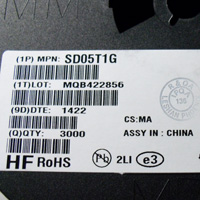 (1P) MPN: SD05T1G
(1T)LOT: MQB422856
(9D)DTE: 1422
(Q)QTY: 3000
CS:MA
ASSY IN : CHINA
HF RoHS
Pb
2LI
e3